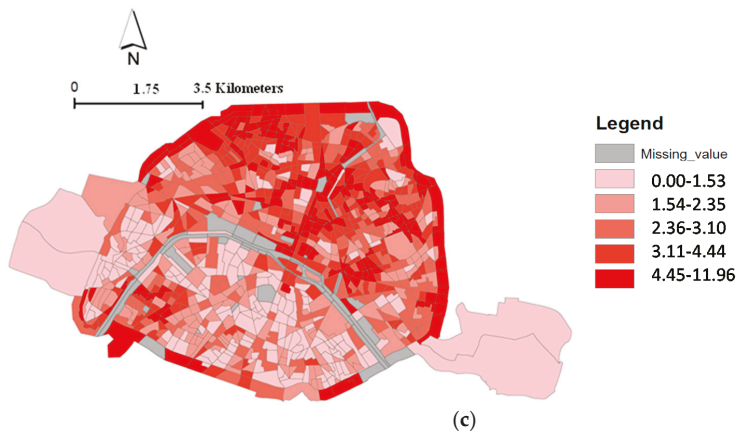 N
0 1.75 3.5 Kilometers
Legend
Missing_value
0.00-1.53
1.54-2.35
2.36-3.10
3.11-4.44
4.45-11.96
(c)